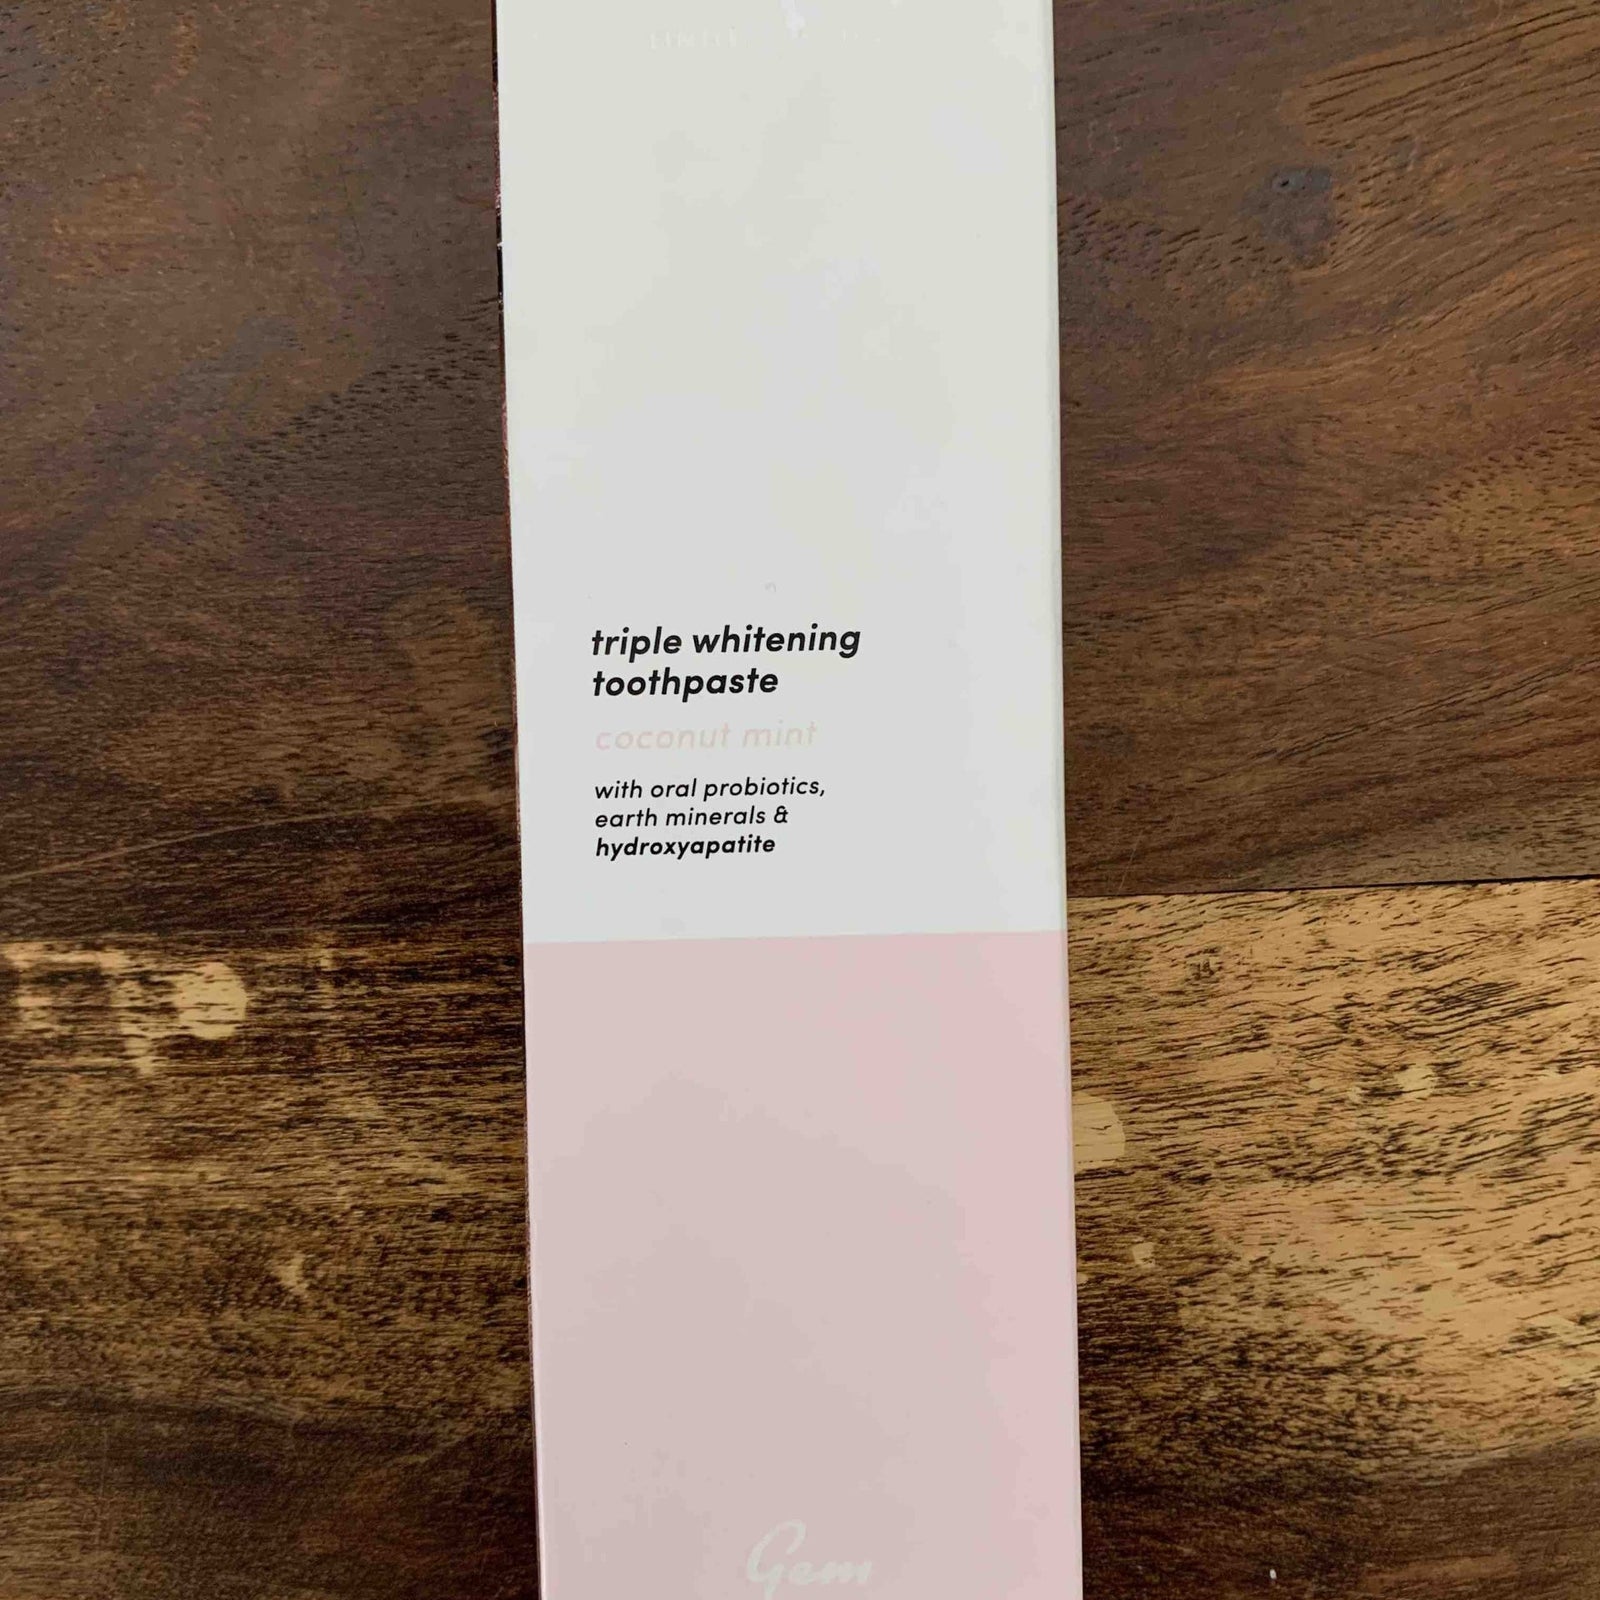 triple whitening
toothpaste
coconut mint
with oral probiotics,
earth minerals &
hydroxyapatite
Gem